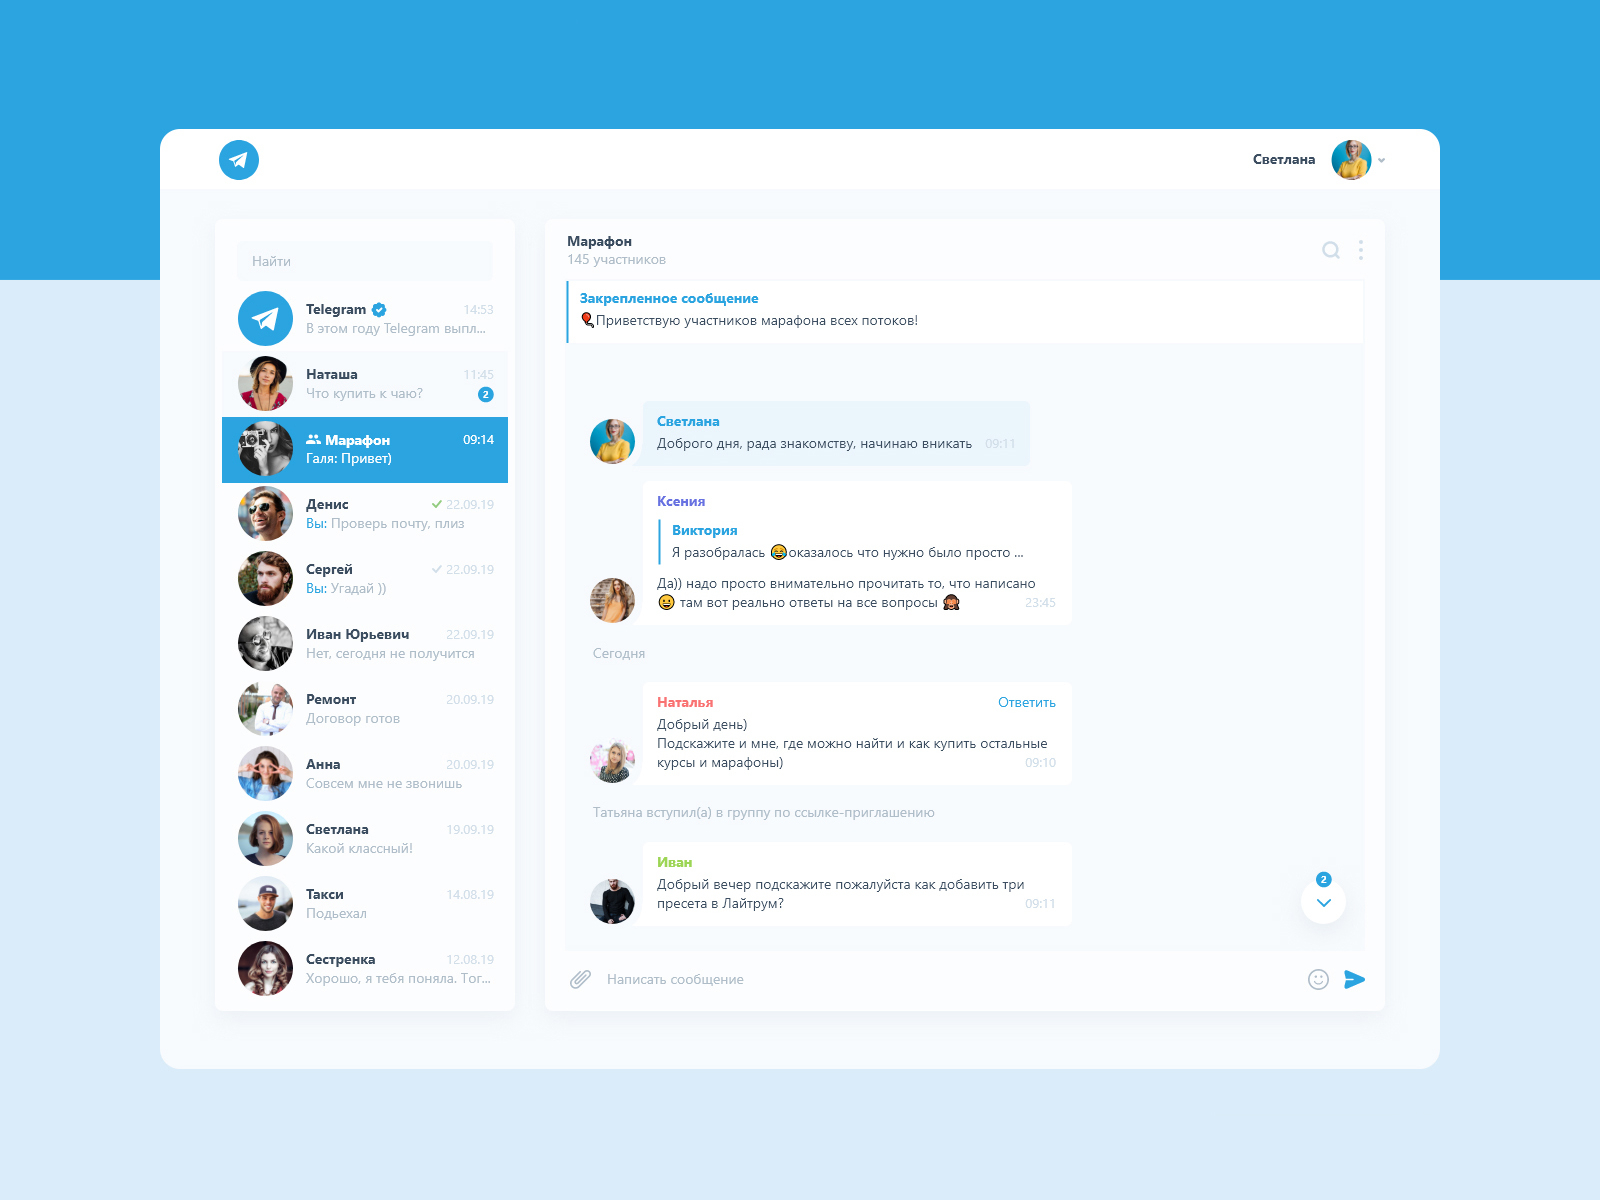 Светлана
Найти
Telegram 14:53
В этом году Telegram выпл...
Наташа 11:45
Что купить к чаю? 2
Марафон 09:14
Галя: Привет)
Денис 22.09.19
Вы: Проверь почту, плиз
Сергей 22.09.19
Вы: Угадай ))
Иван Юрьевич 22.09.19
Нет, сегодня не получится
Ремонт 20.09.19
Договор готов
Анна 20.09.19
Совсем мне не звонишь
Светлана 19.09.19
Какой классный!
Такси 14.08.19
Подьехал
Сестренка 12.08.19
Хорошо, я тебя поняла. Тог...
Марафон
145 участников
Закрепленное сообщение
🎈Приветствую участников марафона всех потоков!
Светлана
Доброго дня, рада знакомству, начинаю вникать 09:11
Ксения
Виктория
Я разобралась 😂оказалось что нужно было просто ...
Да)) надо просто внимательно прочитать то, что написано
😀 там вот реально ответы на все вопросы 🙈 23:45
Сегодня
Наталья Ответить
Добрый день)
Подскажите и мне, где можно найти и как купить остальные
курсы и марафоны) 09:10
Татьяна вступил(а) в группу по ссылке-приглашению
Иван
Добрый вечер подскажите пожалуйста как добавить три
пресета в Лайтрум? 09:11
2
Написать сообщение